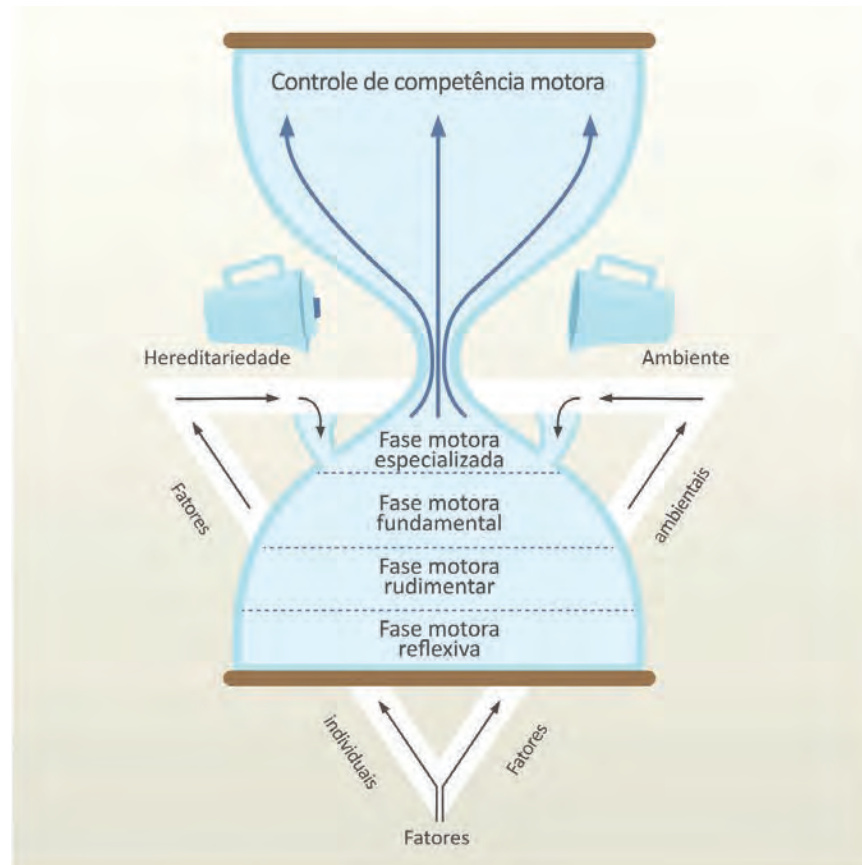 Controle de competência motora
Hereditariedade
Ambiente
Fase motora
especializada
Fatores
Fase motora
fundamental
ambientais
Fase motora
rudimentar
Fase motora
reflexiva
individuais
Fatores
Fatores